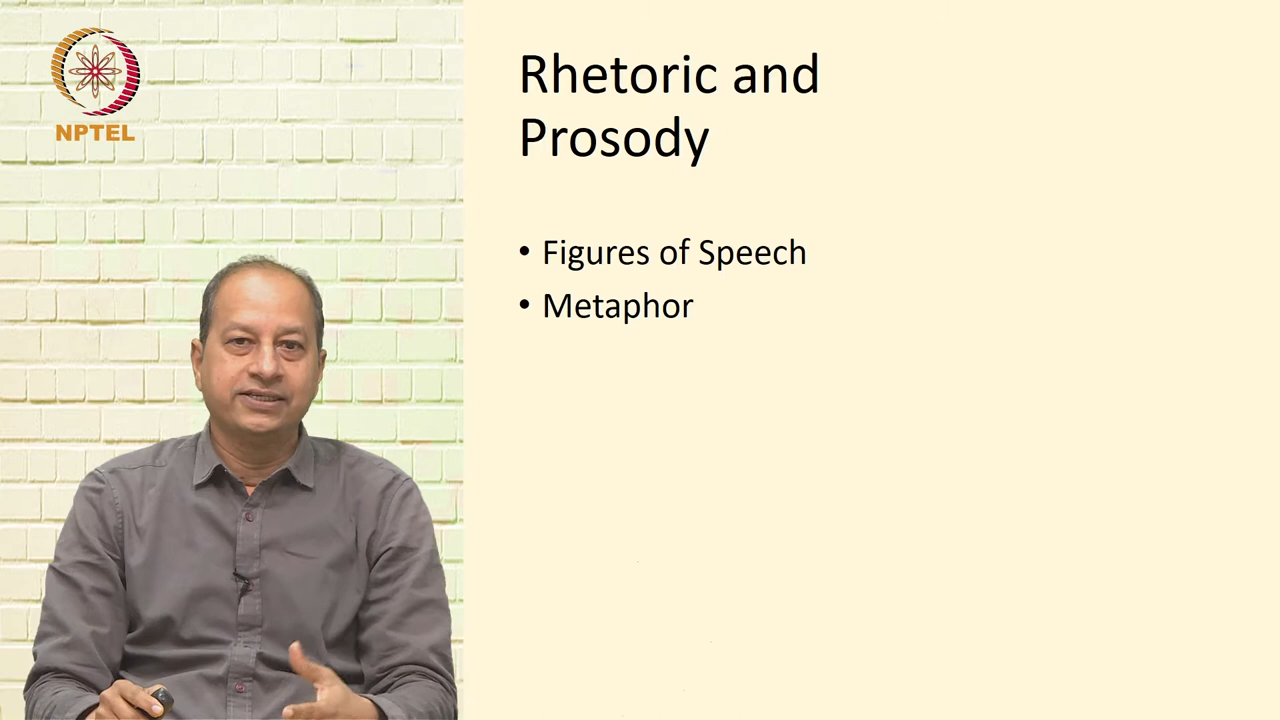 NPTEL
Rhetoric and
Prosody
• Figures of Speech
• Metaphor